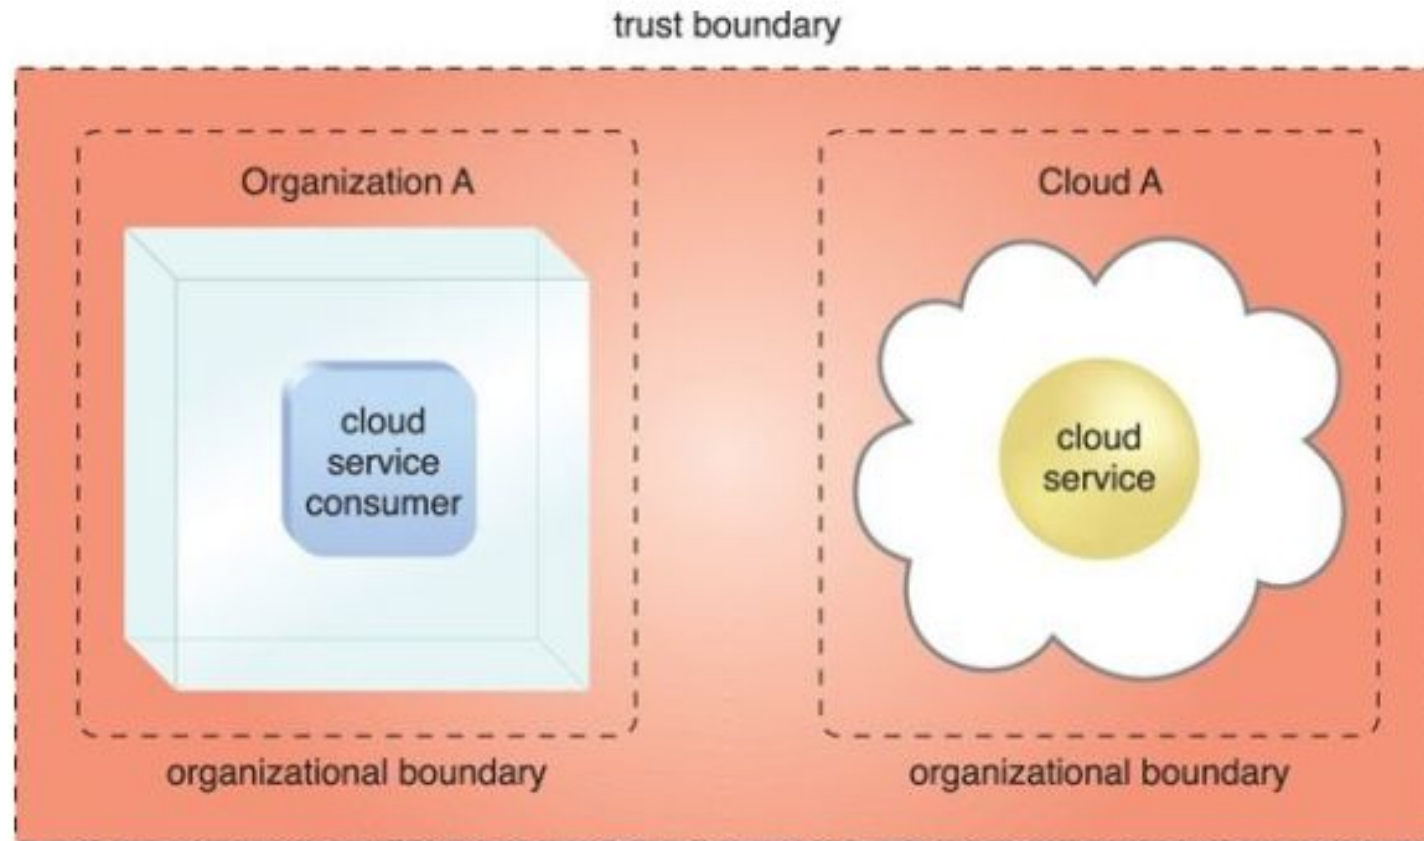 trust boundary
Organization A
Cloud A
cloud
service
consumer
cloud
service
organizational boundary
organizational boundary